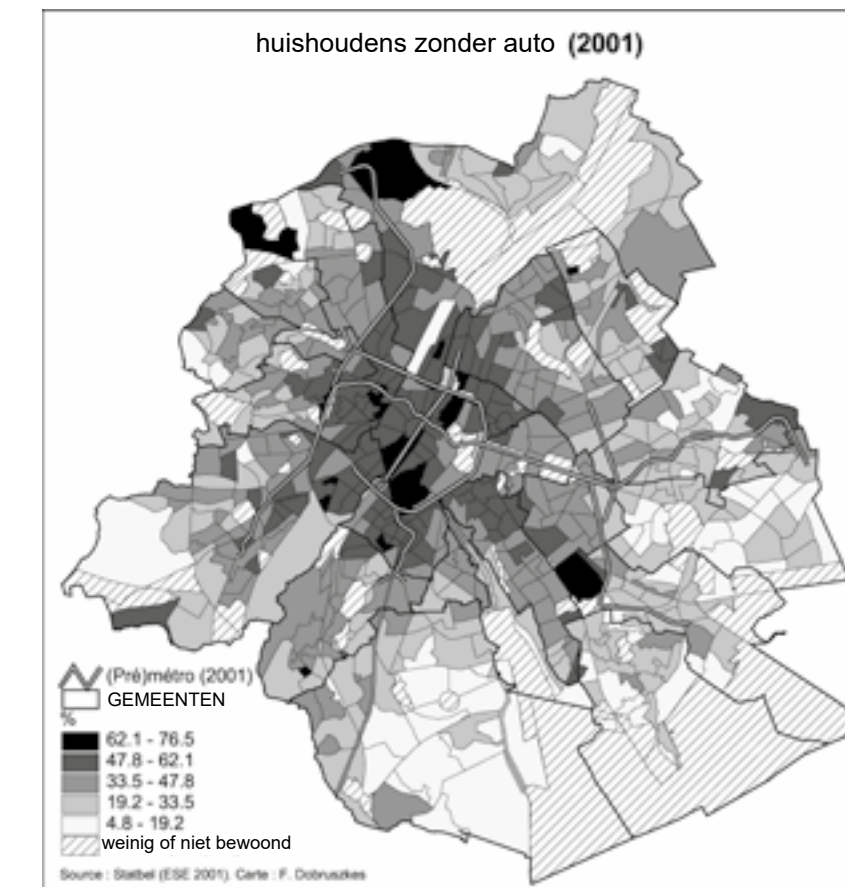 huishoudens zonder auto (2001)
(Pré)métro (2001)
GEMEENTEN
%
62.1 - 76.5
47.8 - 62.1
33.5 - 47.8
19.2 - 33.5
4.8 - 19.2
weinig of niet bewoond
Source : Statbel (ESE 2001). Carte : F. Dobruszkes